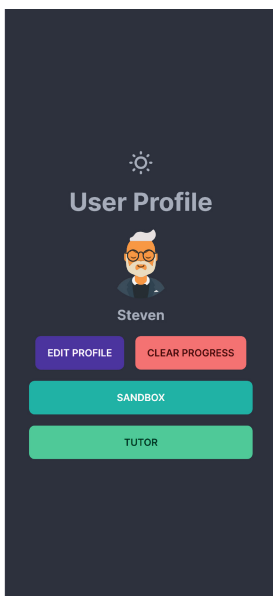 User Profile
Steven
EDIT PROFILE CLEAR PROGRESS
SANDBOX
TUTOR